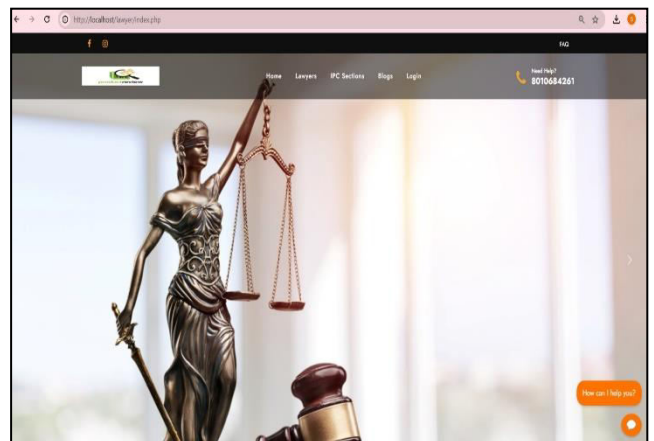 http://localhost/lawyer/index.php
FAQ
Home Lawyers IPC Sections Blogs Login
Need Help?
8010684261
How can I help you?